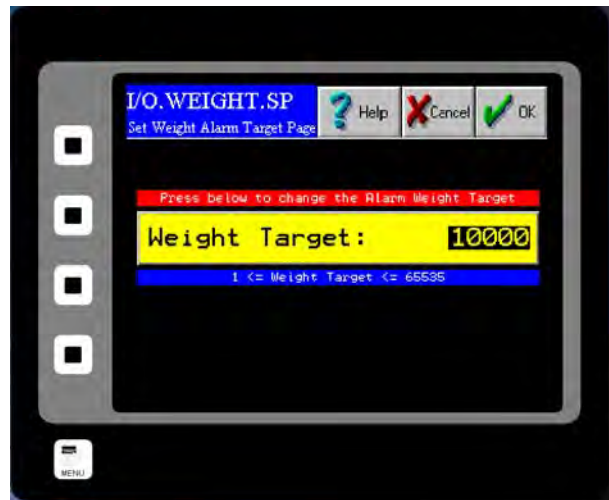 I/O.WEIGHT.SP
Set Weight Alarm Target Page
Help
Cancel
OK
Press below to change the Alarm Weight Target
Weight Target: 10000
1 <= Weight Target <= 65535
MENU